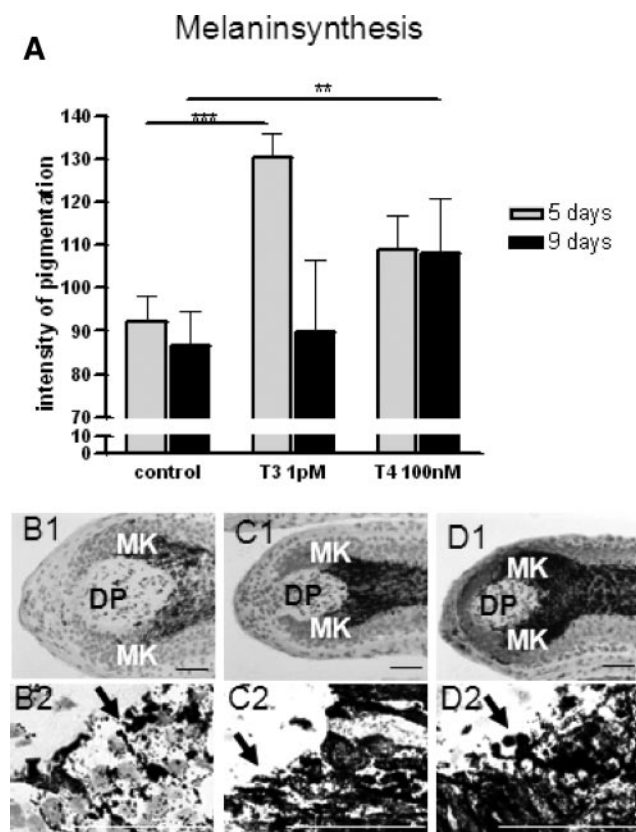 Melaninsynthesis
A
**
***
140
130
120
110
100
90
80
70
10
0
intensity of pigmentation
5 days
9 days
control T3 1pM T4 100nM
B1 MK DP MK
C1 MK DP MK
D1 MK DP MK
B2
C2
D2